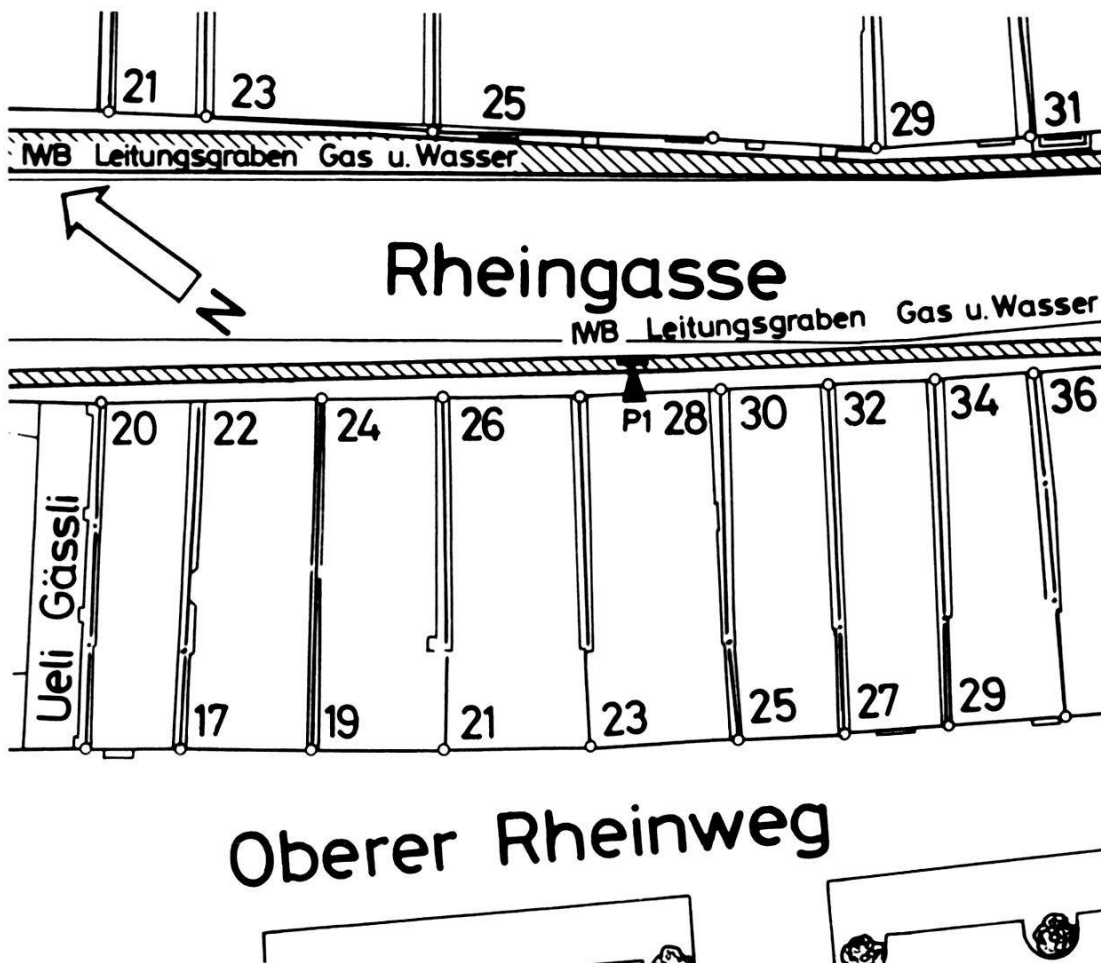 21 23 25 29 31
IWB Leitungsgraben Gas u. Wasser
N
Rheingasse
IWB Leitungsgraben Gas u. Wasser
20 22 24 26 P1 28 30 32 34 36
Ueli Gässli
17 19 21 23 25 27 29
Oberer Rheinweg